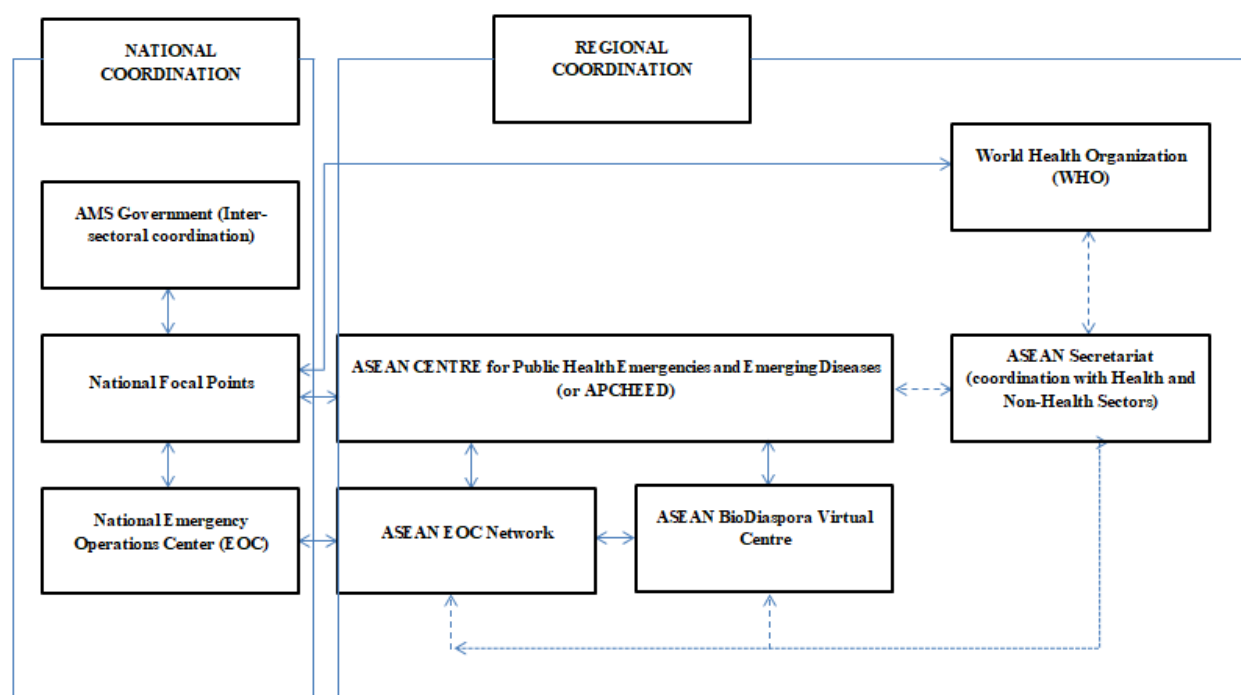 NATIONAL
COORDINATION
REGIONAL
COORDINATION
World Health Organization
(WHO)
AMS Government (Inter-
sectoral coordination)
National Focal Points
ASEAN CENTRE for Public Health Emergencies and Emerging Diseases
(or APCHEED)
ASEAN Secretariat
(coordination with Health and
Non-Health Sectors)
National Emergency
Operations Center (EOC)
ASEAN EOC Network
ASEAN BioDiaspora Virtual
Centre